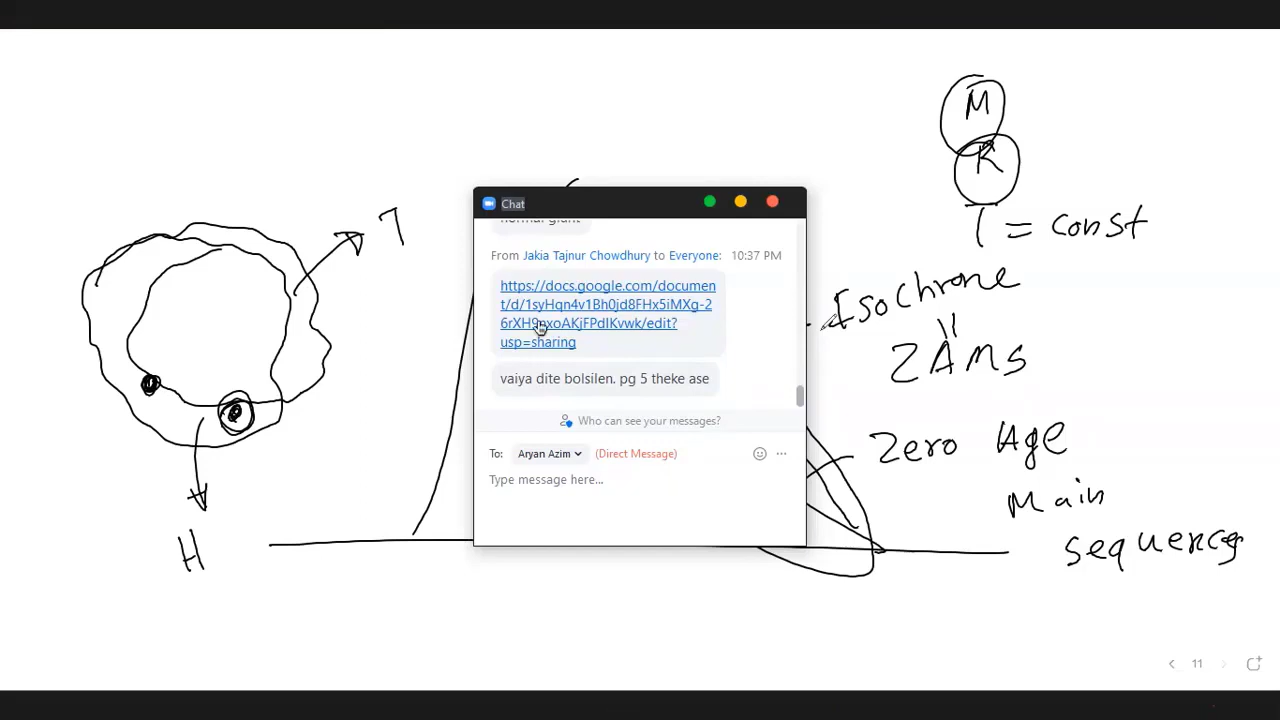 M
K
T = const
Isochrone
ZAMS
Zero Age
Main
sequence
T
H
Chat
normal giant
From Jakia Tajnur Chowdhury to Everyone: 10:37 PM
https://docs.google.com/documen
usp=sharing
vaiya dite bolsilen. pg 5 theke ase
Who can see your messages?
To: Aryan Azim (Direct Message)
Type message here...
11